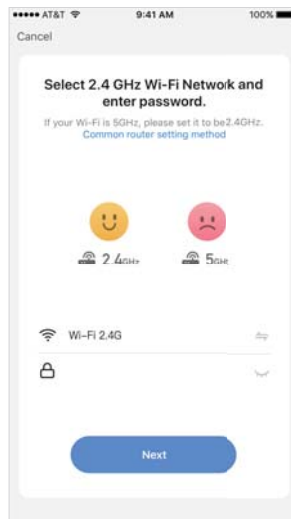 AT&T 9:41 AM 100%
Cancel
Select 2.4 GHz Wi-Fi Network and
enter password.
If your Wi-Fi is 5GHz, please set it to be2.4GHz.
Common router setting method
2.4GHz 5GHz
Wi-Fi 2.4G
Next